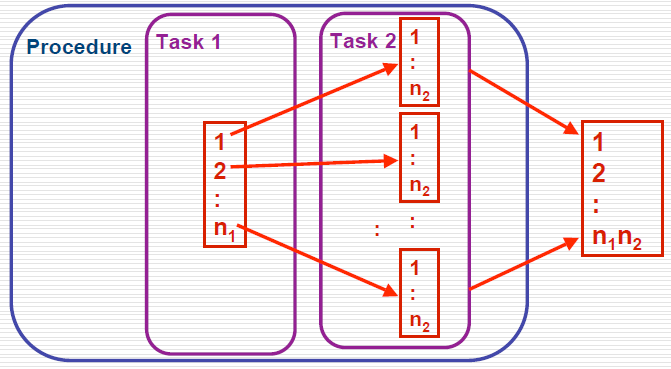 Procedure
Task 1
Task 2
1
2
:
n₁
1
:
n₂
1
:
n₂
:
:
1
:
n₂
1
2
:
n₁n₂